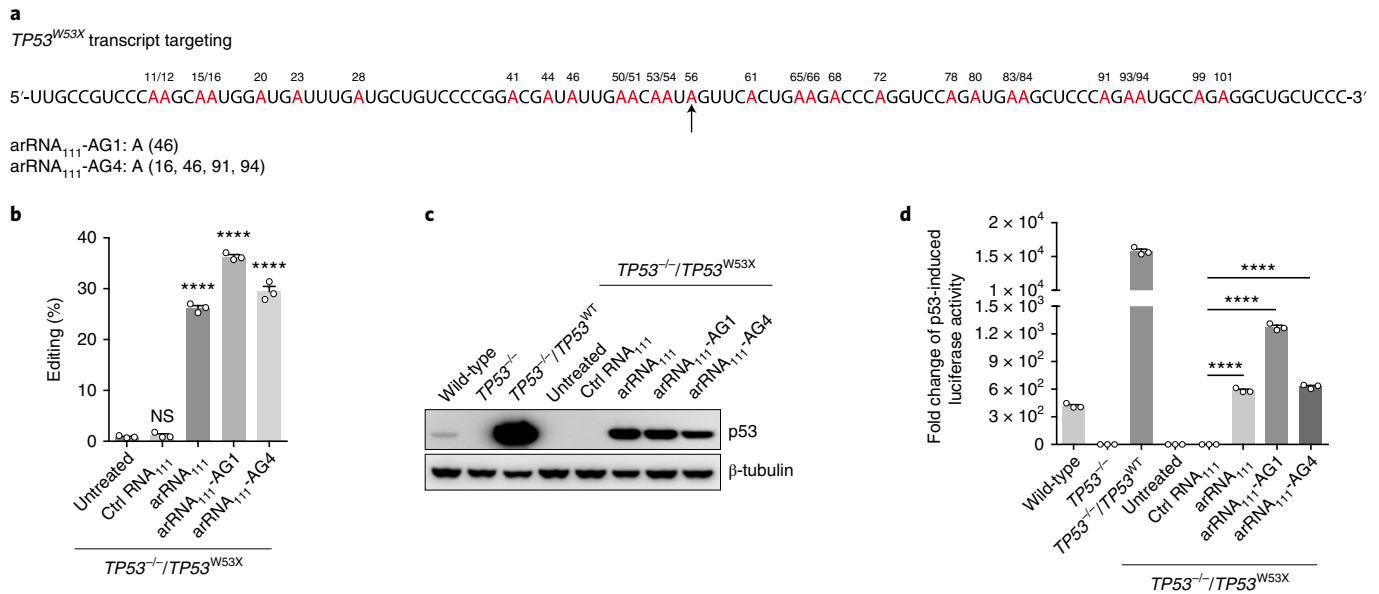 a
TP53W53X transcript targeting
11/12 15/16 20 23 28 41 44 46 50/51 53/54 56 61 65/66 68 72 78 80 83/84 91 93/94 99 101
5′-UUGCCGUCCCAAGCAAUGGAUGAUUUGAUGCUGUCCCCGGACGAUAUUGAACAAUAGUUCACUGAAGACCCAGGUCCAGAUGAAGCUCCCAGAAUGCCAGAGGCUGCUCCC-3′
arRNA111-AG1: A (46)
arRNA111-AG4: A (16, 46, 91, 94)
b
Editing (%)
40
30
20
10
0
NS
****
****
****
Untreated
Ctrl RNA111
arRNA111
arRNA111-AG1
arRNA111-AG4
TP53−/−/TP53W53X
c
TP53−/−/TP53W53X
Wild-type
TP53−/−
TP53−/−/TP53WT
Untreated
Ctrl RNA111
arRNA111
arRNA111-AG1
arRNA111-AG4
p53
β-tubulin
d
Fold change of p53-induced
luciferase activity
2 × 10⁴
1.5 × 10⁴
1 × 10⁴
1.5 × 10³
1.2 × 10³
9 × 10²
6 × 10²
3 × 10²
0
****
****
****
Wild-type
TP53−/−
TP53−/−/TP53WT
Untreated
Ctrl RNA111
arRNA111
arRNA111-AG1
arRNA111-AG4
TP53−/−/TP53W53X